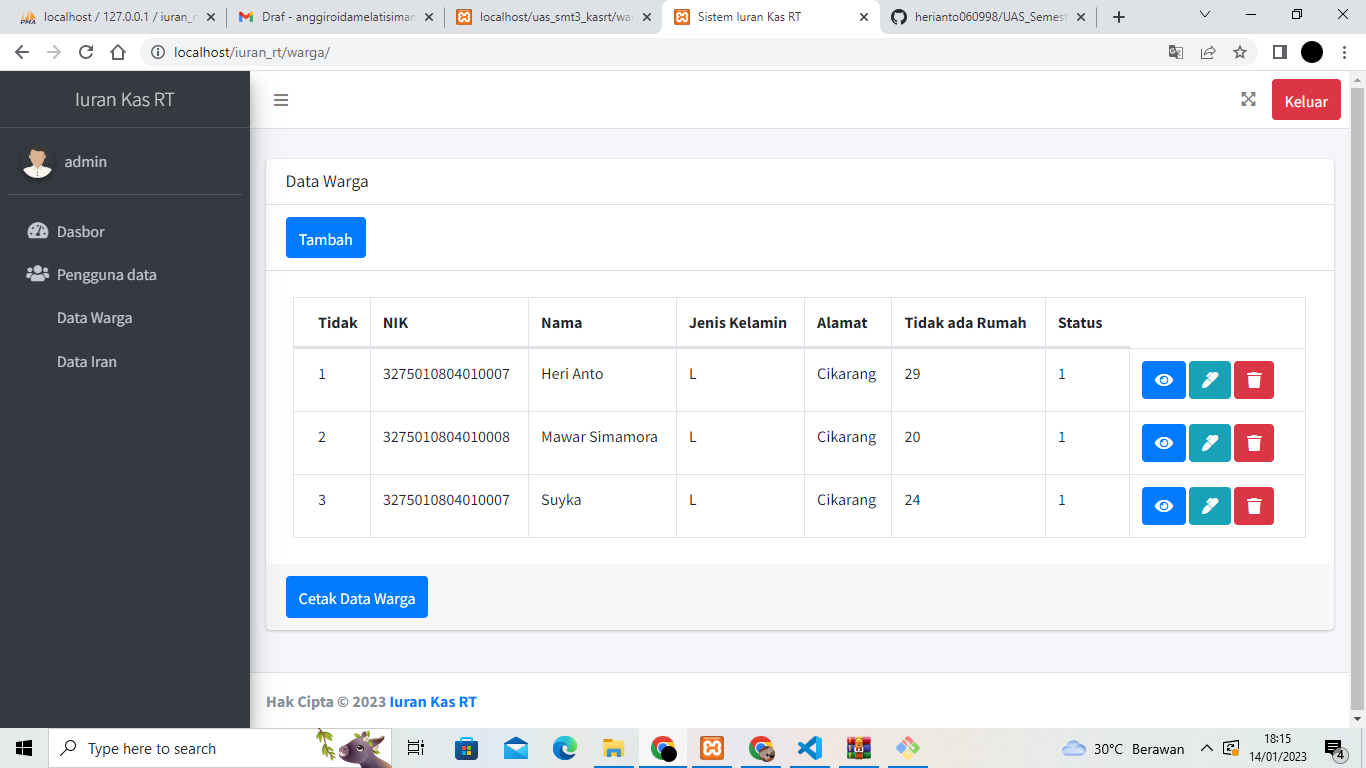 localhost / 127.0.0.1 / iuran_r
Draf - anggiroidamelatisiman
localhost/uas_smt3_kasrt/wa
Sistem Iuran Kas RT
herianto060998/UAS_Semest
localhost/iuran_rt/warga/
Iuran Kas RT
Keluar
admin
Dasbor
Pengguna data
Data Warga
Data Iran
Data Warga
Tambah
Tidak NIK Nama Jenis Kelamin Alamat Tidak ada Rumah Status
1 3275010804010007 Heri Anto L Cikarang 29 1
2 3275010804010008 Mawar Simamora L Cikarang 20 1
3 3275010804010007 Suyka L Cikarang 24 1
Cetak Data Warga
Hak Cipta © 2023 Iuran Kas RT
Type here to search
30°C Berawan
18:15
14/01/2023
4